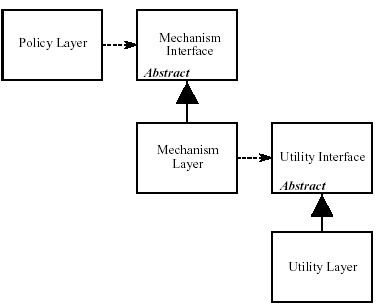 Policy Layer
Mechanism
Interface
Abstract
Mechanism
Layer
Utility Interface
Abstract
Utility Layer